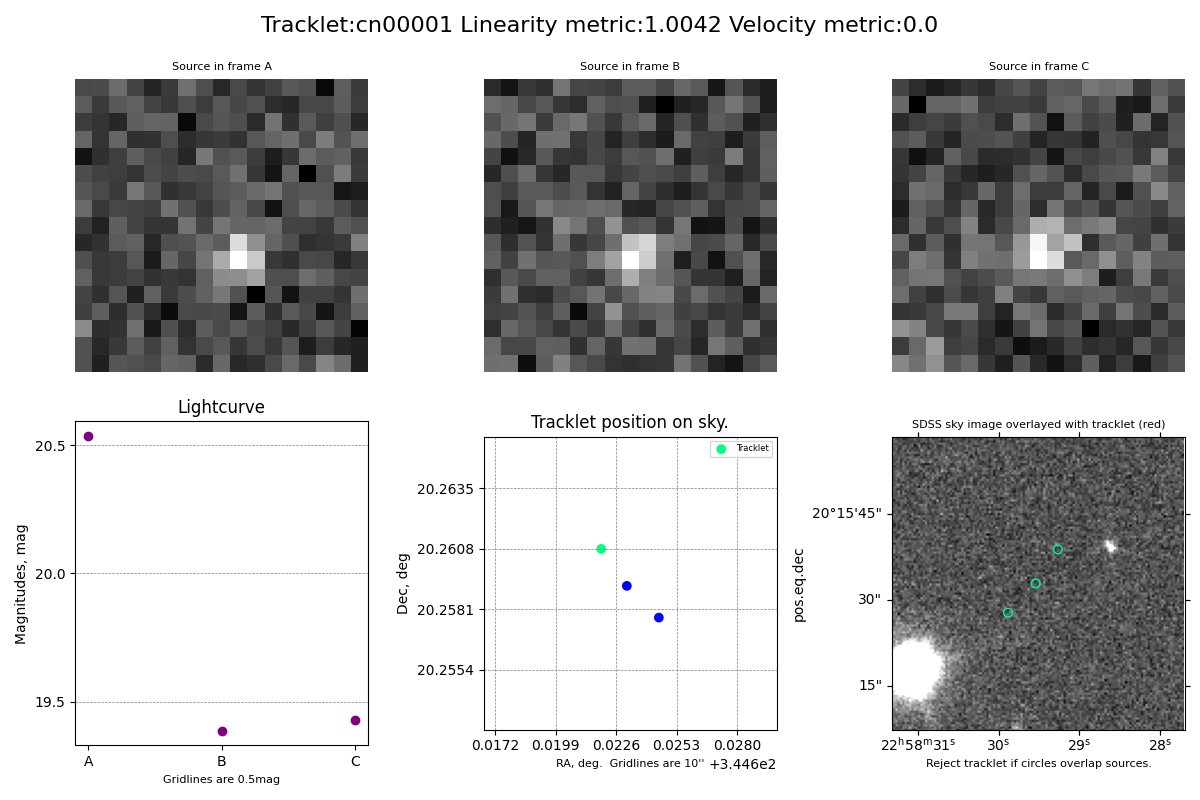 Tracklet:cn00001 Linearity metric:1.0042 Velocity metric:0.0
Source in frame A
Source in frame B
Source in frame C
Lightcurve
Magnitudes, mag
20.5
20.0
19.5
A B C
Gridlines are 0.5mag
Tracklet position on sky.
Tracklet
Dec, deg
20.2635
20.2608
20.2581
20.2554
0.0172 0.0199 0.0226 0.0253 0.0280
RA, deg. Gridlines are 10'' +3.446e2
SDSS sky image overlayed with tracklet (red)
pos.eq.dec
20°15'45"
30"
15"
22ʰ58ᵐ31ˢ 30ˢ 29ˢ 28ˢ
Reject tracklet if circles overlap sources.